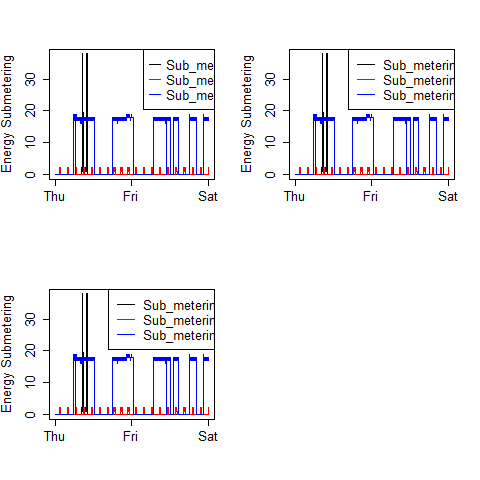 Energy Submetering
0 10 20 30
Thu Fri Sat
Sub_me
Sub_me
Sub_me
Energy Submetering
0 10 20 30
Thu Fri Sat
Sub_meterin
Sub_meterin
Sub_meterin
Energy Submetering
0 10 20 30
Thu Fri Sat
Sub_meterin
Sub_meterin
Sub_meterin